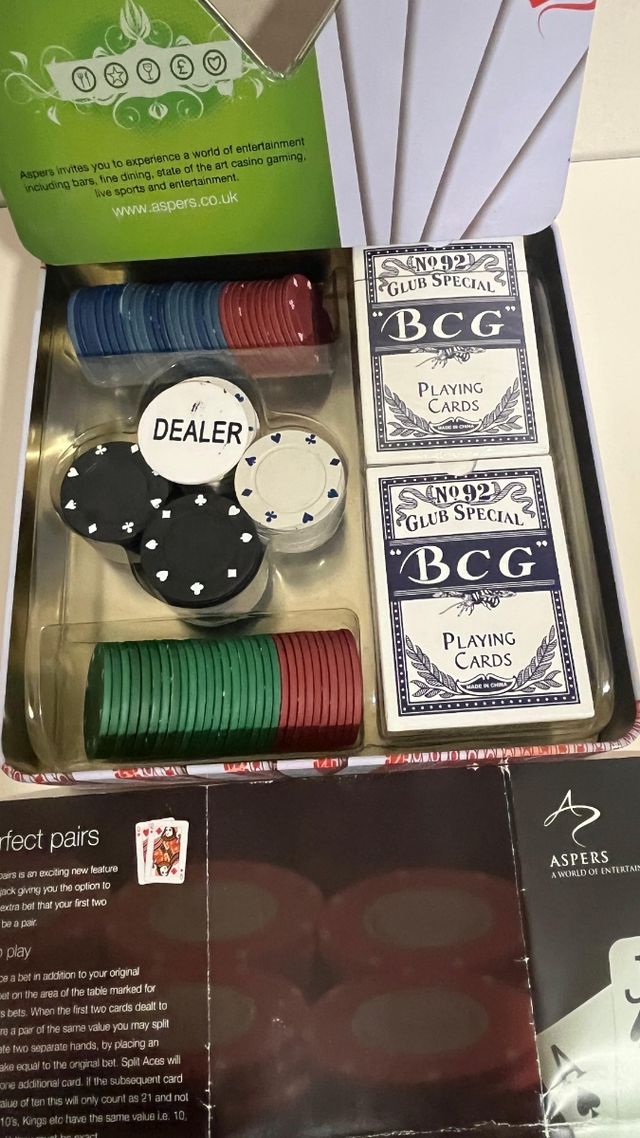 Aspers invites you to experience a world of entertainment
including bars, fine dining, state of the art casino gaming,
live sports and entertainment.
www.aspers.co.uk
No 92
GLUB SPECIAL
"BCG"
PLAYING
CARDS
MADE IN CHINA
DEALER
No 92
GLUB SPECIAL
"BCG"
PLAYING
CARDS
MADE IN CHINA
rfect pairs
pairs is an exciting new feature
jack giving you the option to
extra bet that your first two
be a pair.
play
ce a bet in addition to your original
et on the area of the table marked for
s bets. When the first two cards dealt to
re a pair of the same value you may split
ate two separate hands, by placing an
ake equal to the original bet. Split Aces will
one additional card. If the subsequent card
alue of ten this will only count as 21 and not
10's, Kings etc have the same value i.e. 10,
ASPERS
A WORLD OF ENTERTAIN
J
A